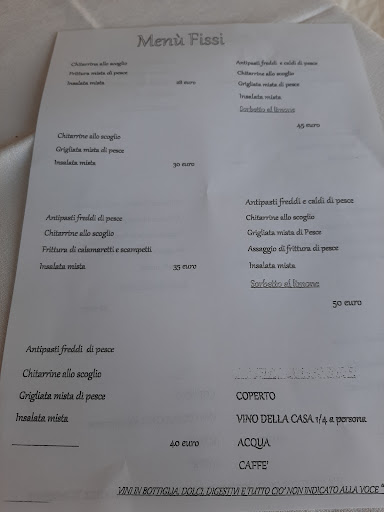 Menù Fissi
Chitarrine allo scoglio
Frittura mista di pesce
Insalata mista 28 euro
Chitarrine allo scoglio
Grigliata mista di pesce
Insalata mista 30 euro
Antipasti freddi di pesce
Chitarrine allo scoglio
Frittura di calamaretti e scampetti
Insalata mista 35 euro
Antipasti freddi di pesce
Chitarrine allo scoglio
Grigliata mista di pesce
Insalata mista
40 euro
Antipasti freddi e caldi di pesce
Chitarrine allo scoglio
Grigliata mista di pesce
Insalata mista
Sorbetto al limone
45 euro
Antipasti freddi e caldi di pesce
Chitarrine allo scoglio
Grigliata mista di Pesce
Assaggio di frittura di pesce
Insalata mista
Sorbetto al limone
50 euro
COPERTO
VINO DELLA CASA 1/4 a persona
ACQUA
CAFFE'
VINI IN BOTTIGLIA, DOLCI, DIGESTIVI E TUTTO CIO' NON INDICATO ALLA VOCE "